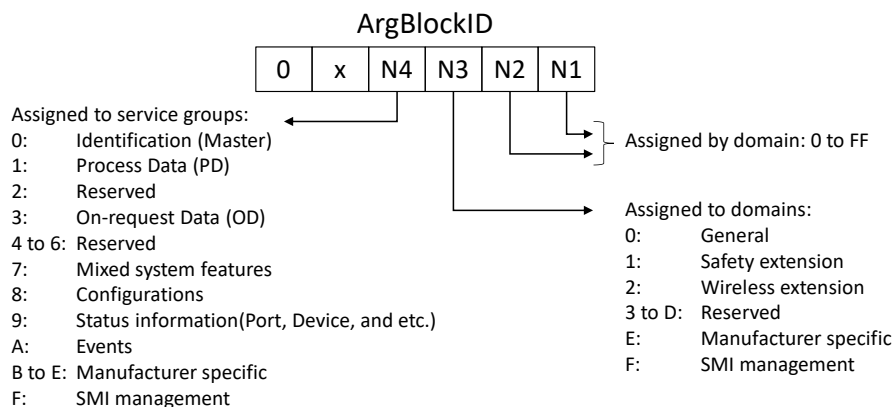 ArgBlockID
0 x N4 N3 N2 N1
Assigned to service groups:
0: Identification (Master)
1: Process Data (PD)
2: Reserved
3: On-request Data (OD)
4 to 6: Reserved
7: Mixed system features
8: Configurations
9: Status information(Port, Device, and etc.)
A: Events
B to E: Manufacturer specific
F: SMI management
Assigned by domain: 0 to FF
Assigned to domains:
0: General
1: Safety extension
2: Wireless extension
3 to D: Reserved
E: Manufacturer specific
F: SMI management